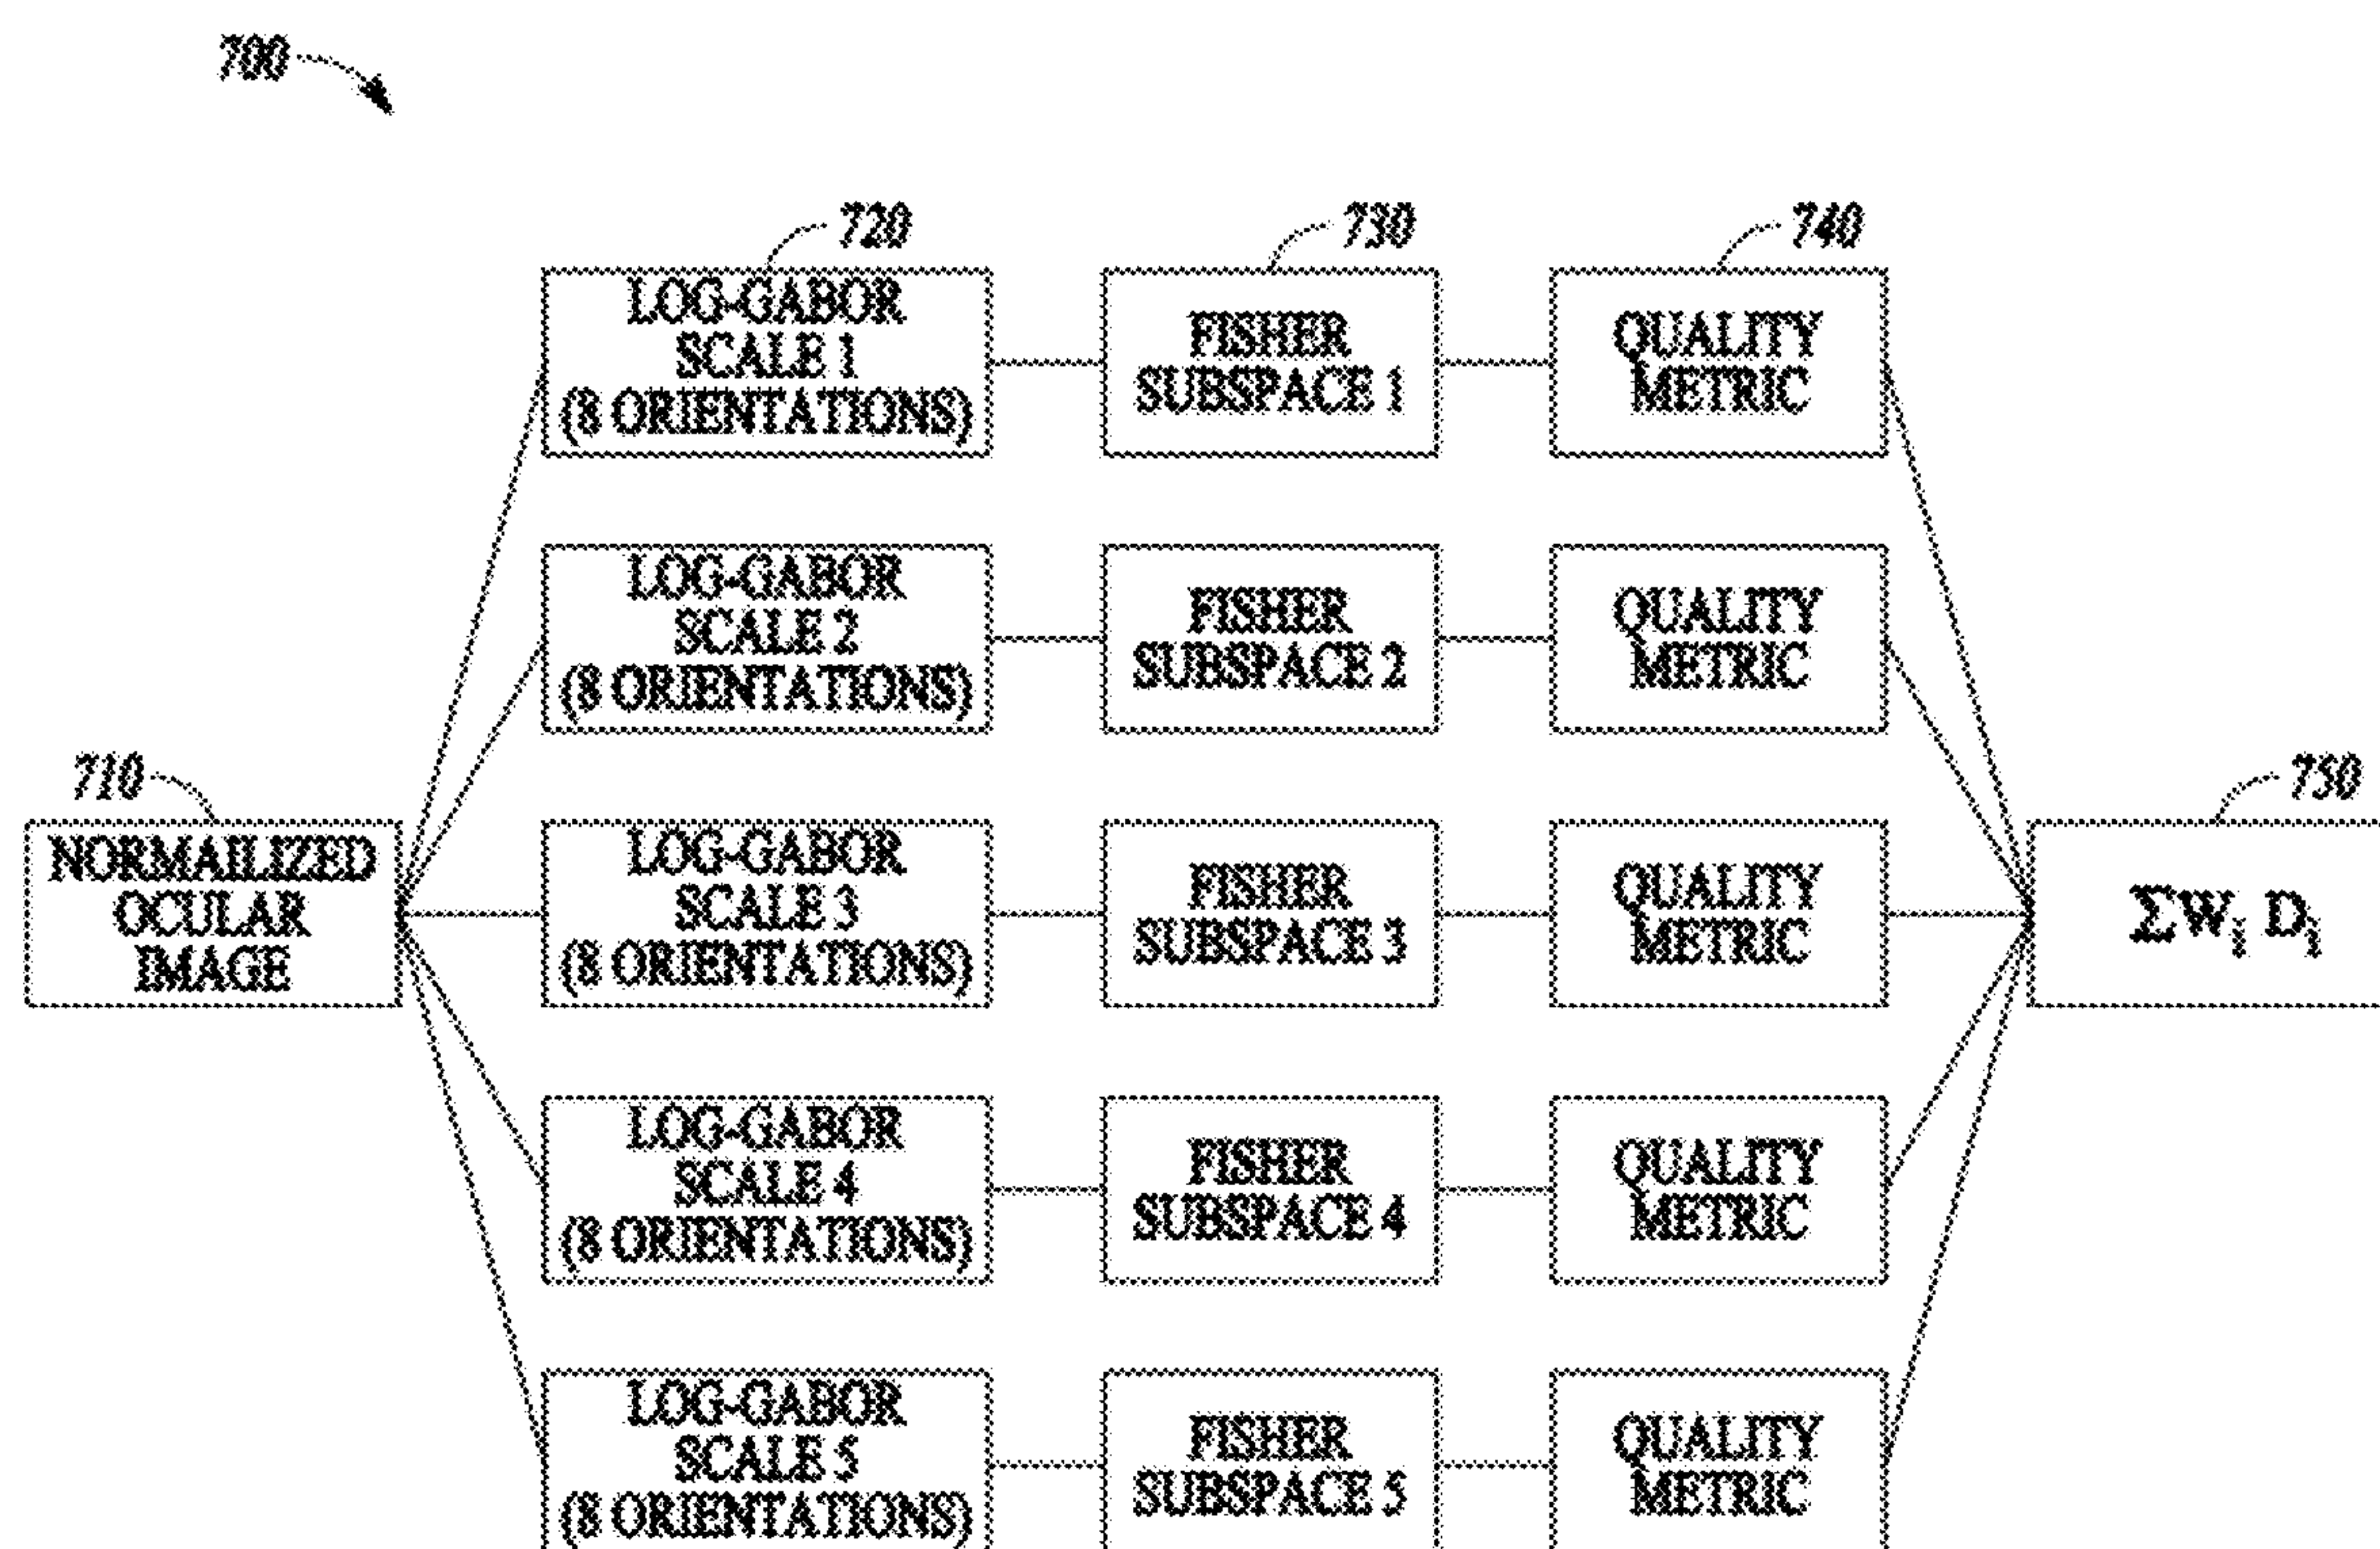 700
720
730
740
LOG-GABOR
SCALE 1
(8 ORIENTATIONS)
FISHER
SUBSPACE 1
QUALITY
METRIC
LOG-GABOR
SCALE 2
(8 ORIENTATIONS)
FISHER
SUBSPACE 2
QUALITY
METRIC
710
NORMAILIZED
OCULAR
IMAGE
LOG-GABOR
SCALE 3
(8 ORIENTATIONS)
FISHER
SUBSPACE 3
QUALITY
METRIC
750
ΣWi Di
LOG-GABOR
SCALE 4
(8 ORIENTATIONS)
FISHER
SUBSPACE 4
QUALITY
METRIC
LOG-GABOR
SCALE 5
(8 ORIENTATIONS)
FISHER
SUBSPACE 5
QUALITY
METRIC